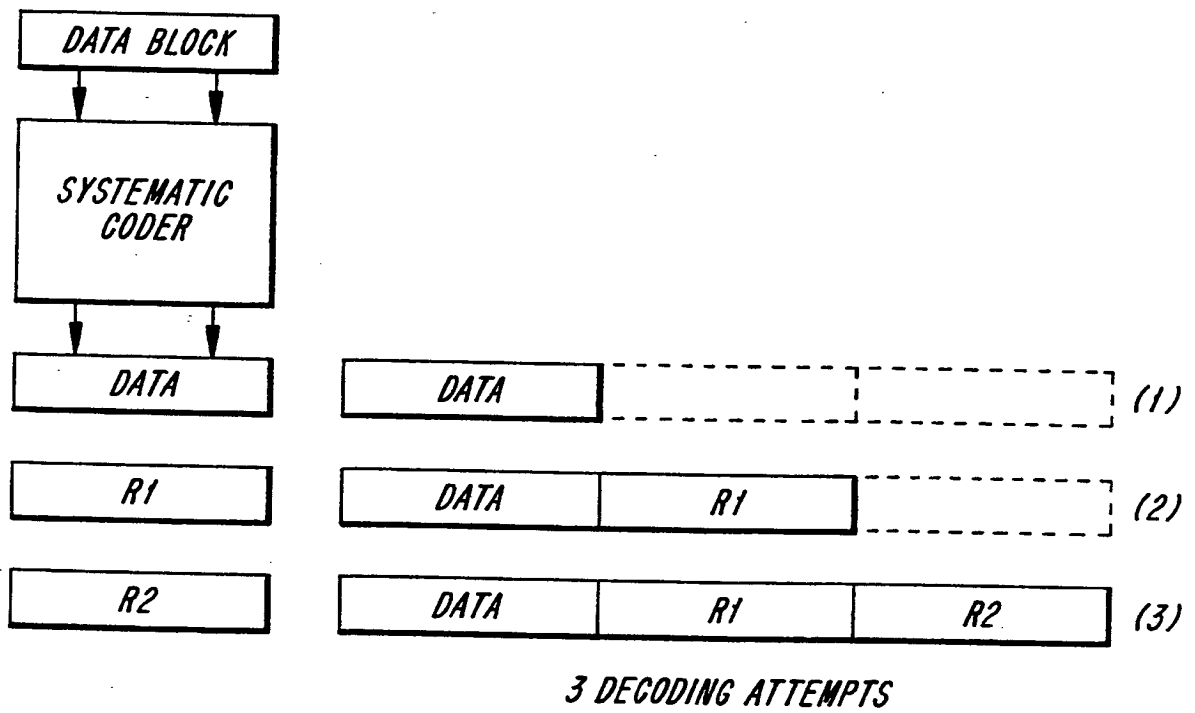 DATA BLOCK
SYSTEMATIC
CODER
DATA
DATA
(1)
R1
DATA R1
(2)
R2
DATA R1 R2
(3)
3 DECODING ATTEMPTS